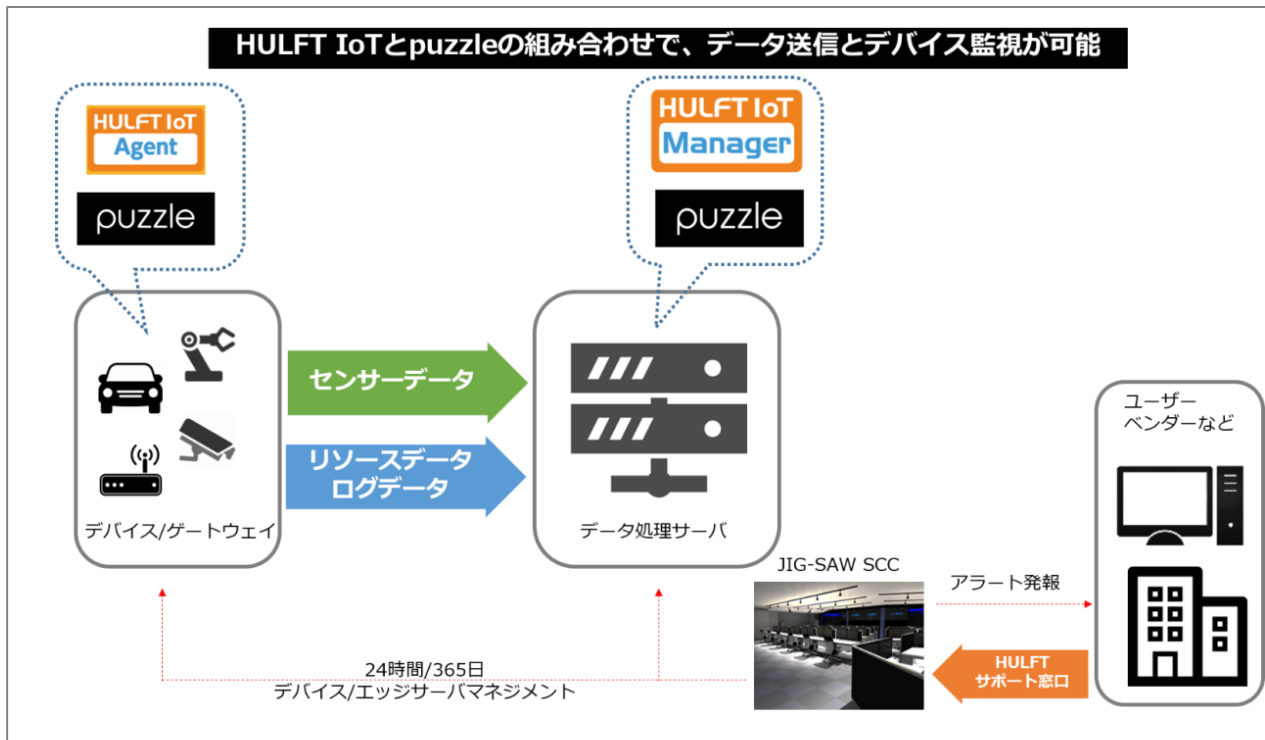 HULFT IoTとpuzzleの組み合わせで、データ送信とデバイス監視が可能
HULFT IoT
Agent
puzzle
HULFT IoT
Manager
puzzle
センサーデータ
リソースデータ
ログデータ
デバイス/ゲートウェイ
データ処理サーバ
ユーザー
ベンダーなど
JIG-SAW SCC
アラート発報
HULFT
サポート窓口
24時間/365日
デバイス/エッジサーバマネジメント